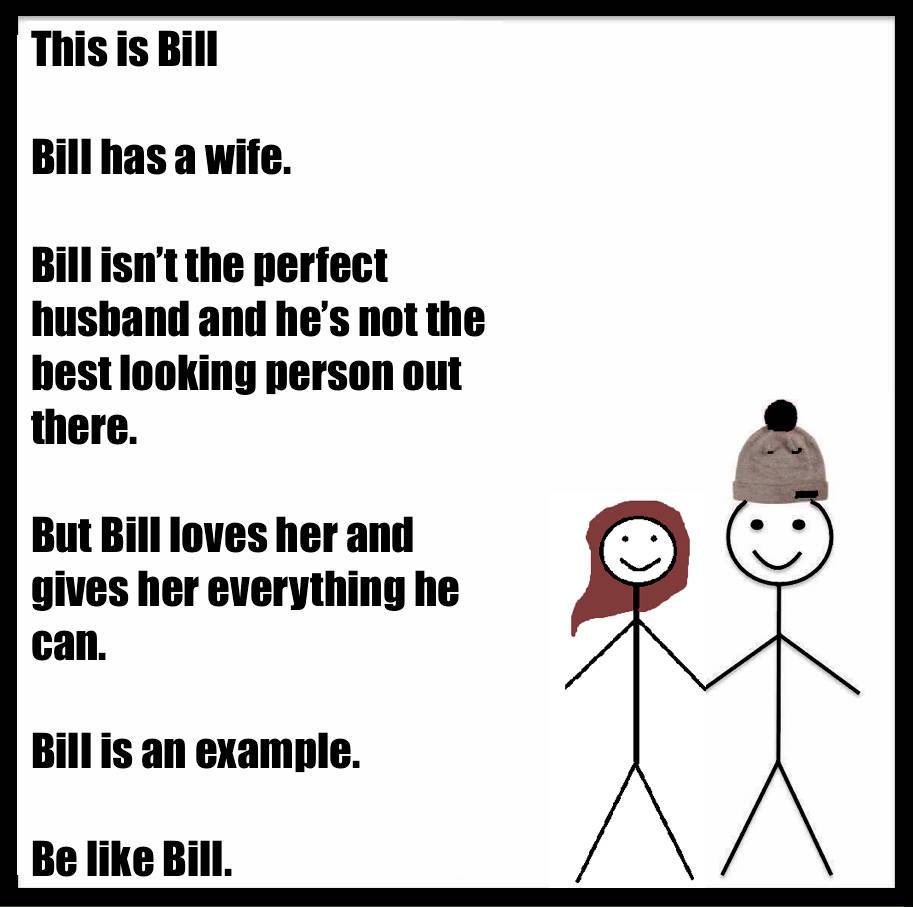 This is Bill
Bill has a wife.
Bill isn’t the perfect
husband and he’s not the
best looking person out
there.
But Bill loves her and
gives her everything he
can.
Bill is an example.
Be like Bill.